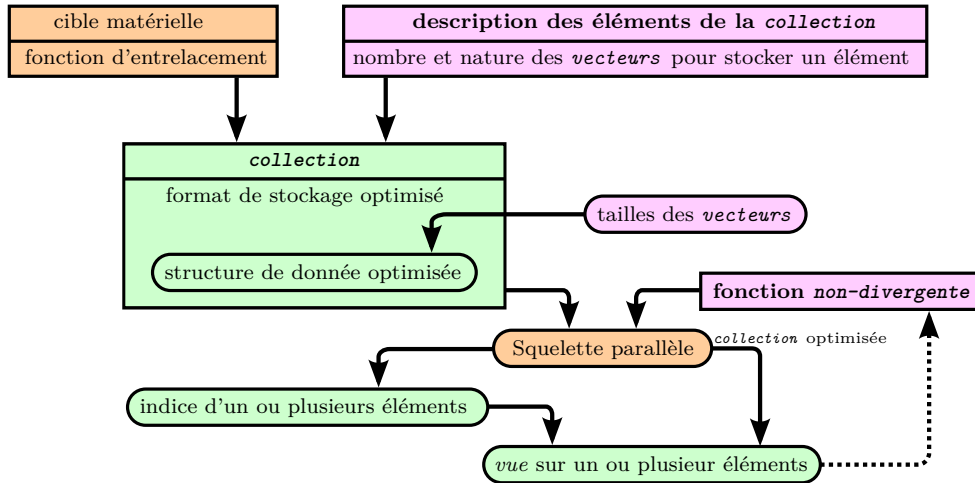 cible matérielle
fonction d'entrelacement
description des éléments de la collection
nombre et nature des vecteurs pour stocker un élément
collection
format de stockage optimisé
tailles des vecteurs
structure de donnée optimisée
fonction non-divergente
Squelette parallèle
collection optimisée
indice d'un ou plusieurs éléments
vue sur un ou plusieur éléments